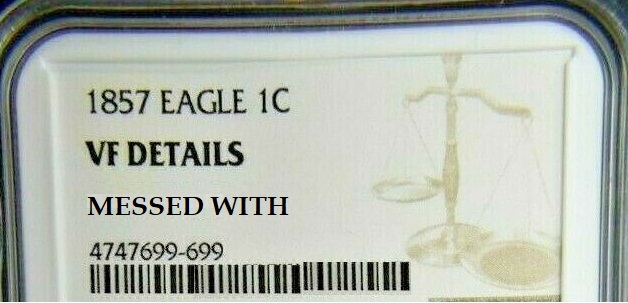 1857 EAGLE 1C
VF DETAILS
MESSED WITH
4747699-699